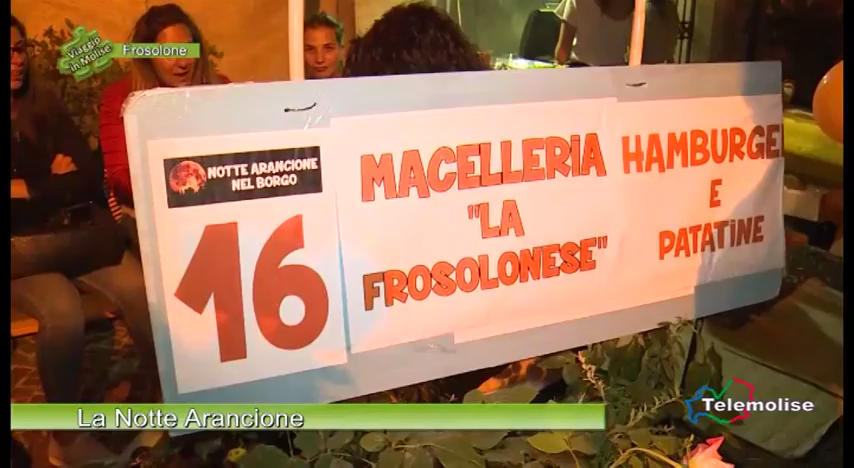 Viaggio
in Molise
Frosolone
NOTTE ARANCIONE
NEL BORGO
16
MACELLERIA
"LA
FROSOLONESE"
HAMBURGE
E
PATATINE
La Notte Arancione
Telemolise